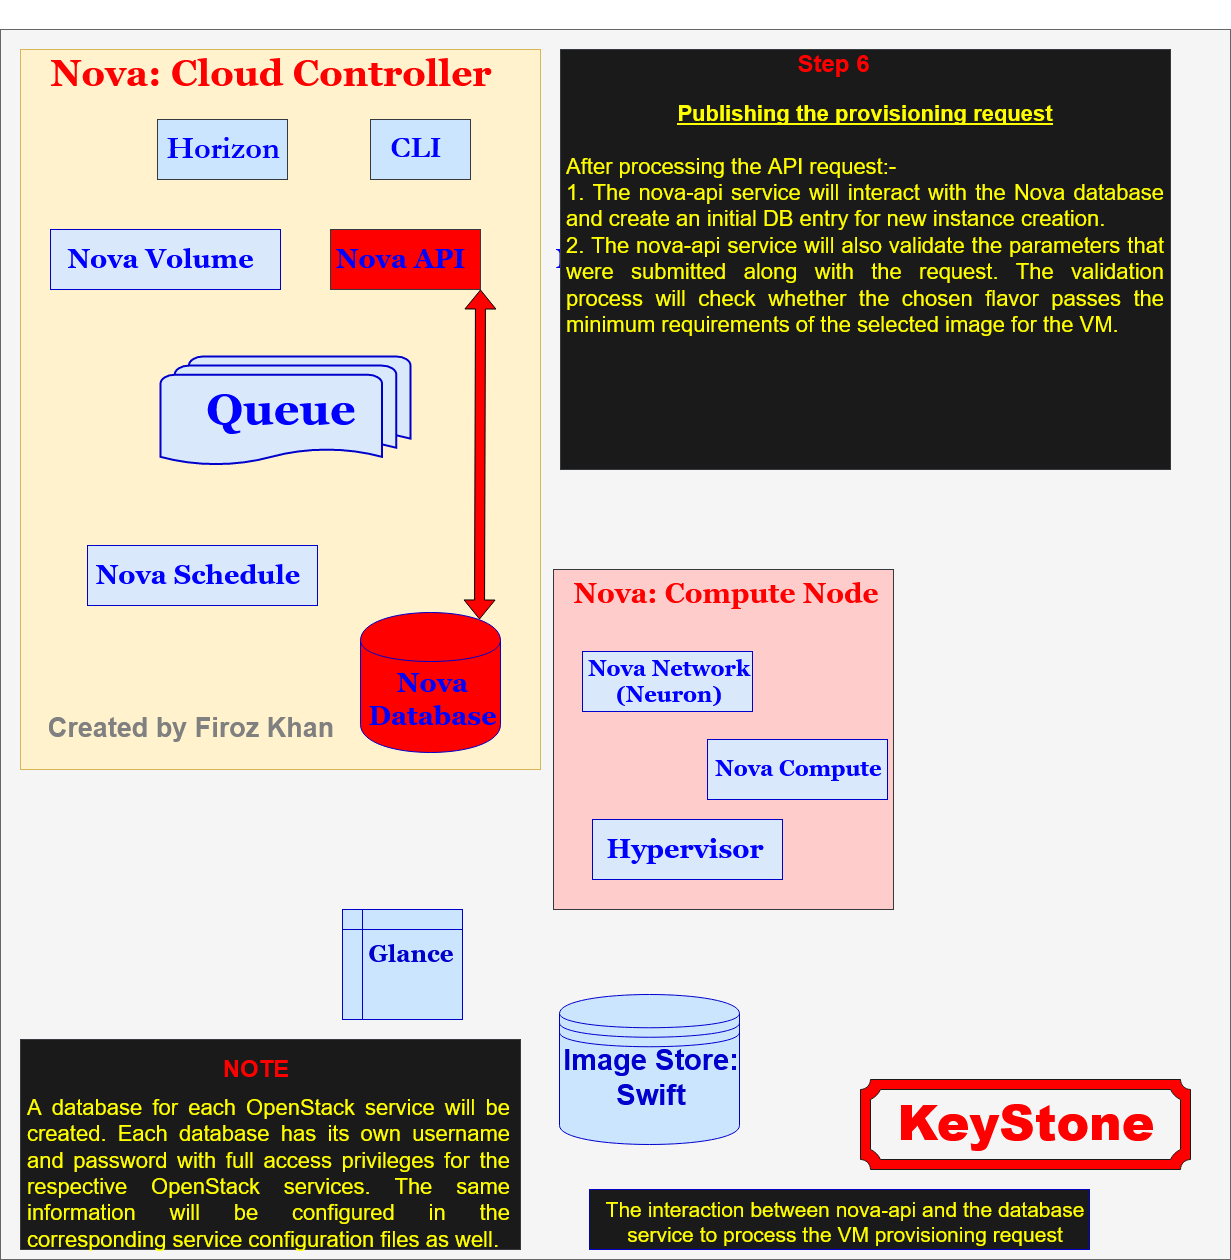 Nova: Cloud Controller
Horizon
CLI
Nova Volume
Nova API
Queue
Nova Schedule
Nova
Database
Created by Firoz Khan
Step 6
Publishing the provisioning request
After processing the API request:-
1. The nova-api service will interact with the Nova database
and create an initial DB entry for new instance creation.
2. The nova-api service will also validate the parameters that
were submitted along with the request. The validation
process will check whether the chosen flavor passes the
minimum requirements of the selected image for the VM.
Nova: Compute Node
Nova Network
(Neuron)
Nova Compute
Hypervisor
Glance
Image Store:
Swift
NOTE
A database for each OpenStack service will be
created. Each database has its own username
and password with full access privileges for the
respective OpenStack services. The same
information will be configured in the
corresponding service configuration files as well.
KeyStone
The interaction between nova-api and the database
service to process the VM provisioning request